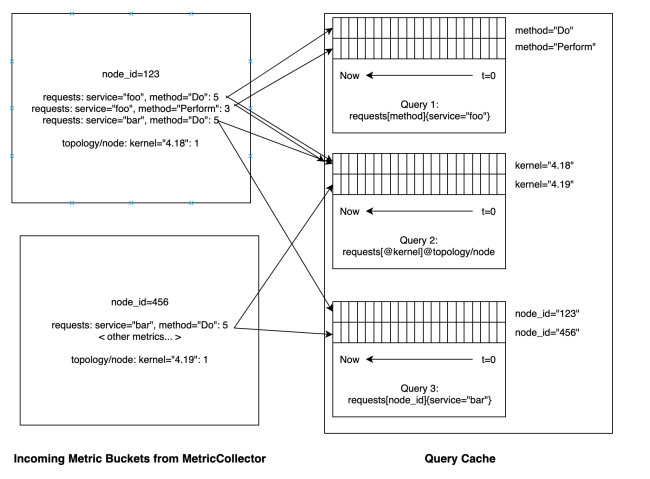 node_id=123
requests: service="foo", method="Do": 5
requests: service="foo", method="Perform": 3
requests: service="bar", method="Do": 5
topology/node: kernel="4.18": 1
node_id=456
requests: service="bar", method="Do": 5
< other metrics... >
topology/node: kernel="4.19": 1
Incoming Metric Buckets from MetricCollector
method="Do"
method="Perform"
Now t=0
Query 1:
requests[method]{service="foo"}
kernel="4.18"
kernel="4.19"
Now t=0
Query 2:
requests[@kernel]@topology/node
node_id="123"
node_id="456"
Now t=0
Query 3:
requests[node_id]{service="bar"}
Query Cache